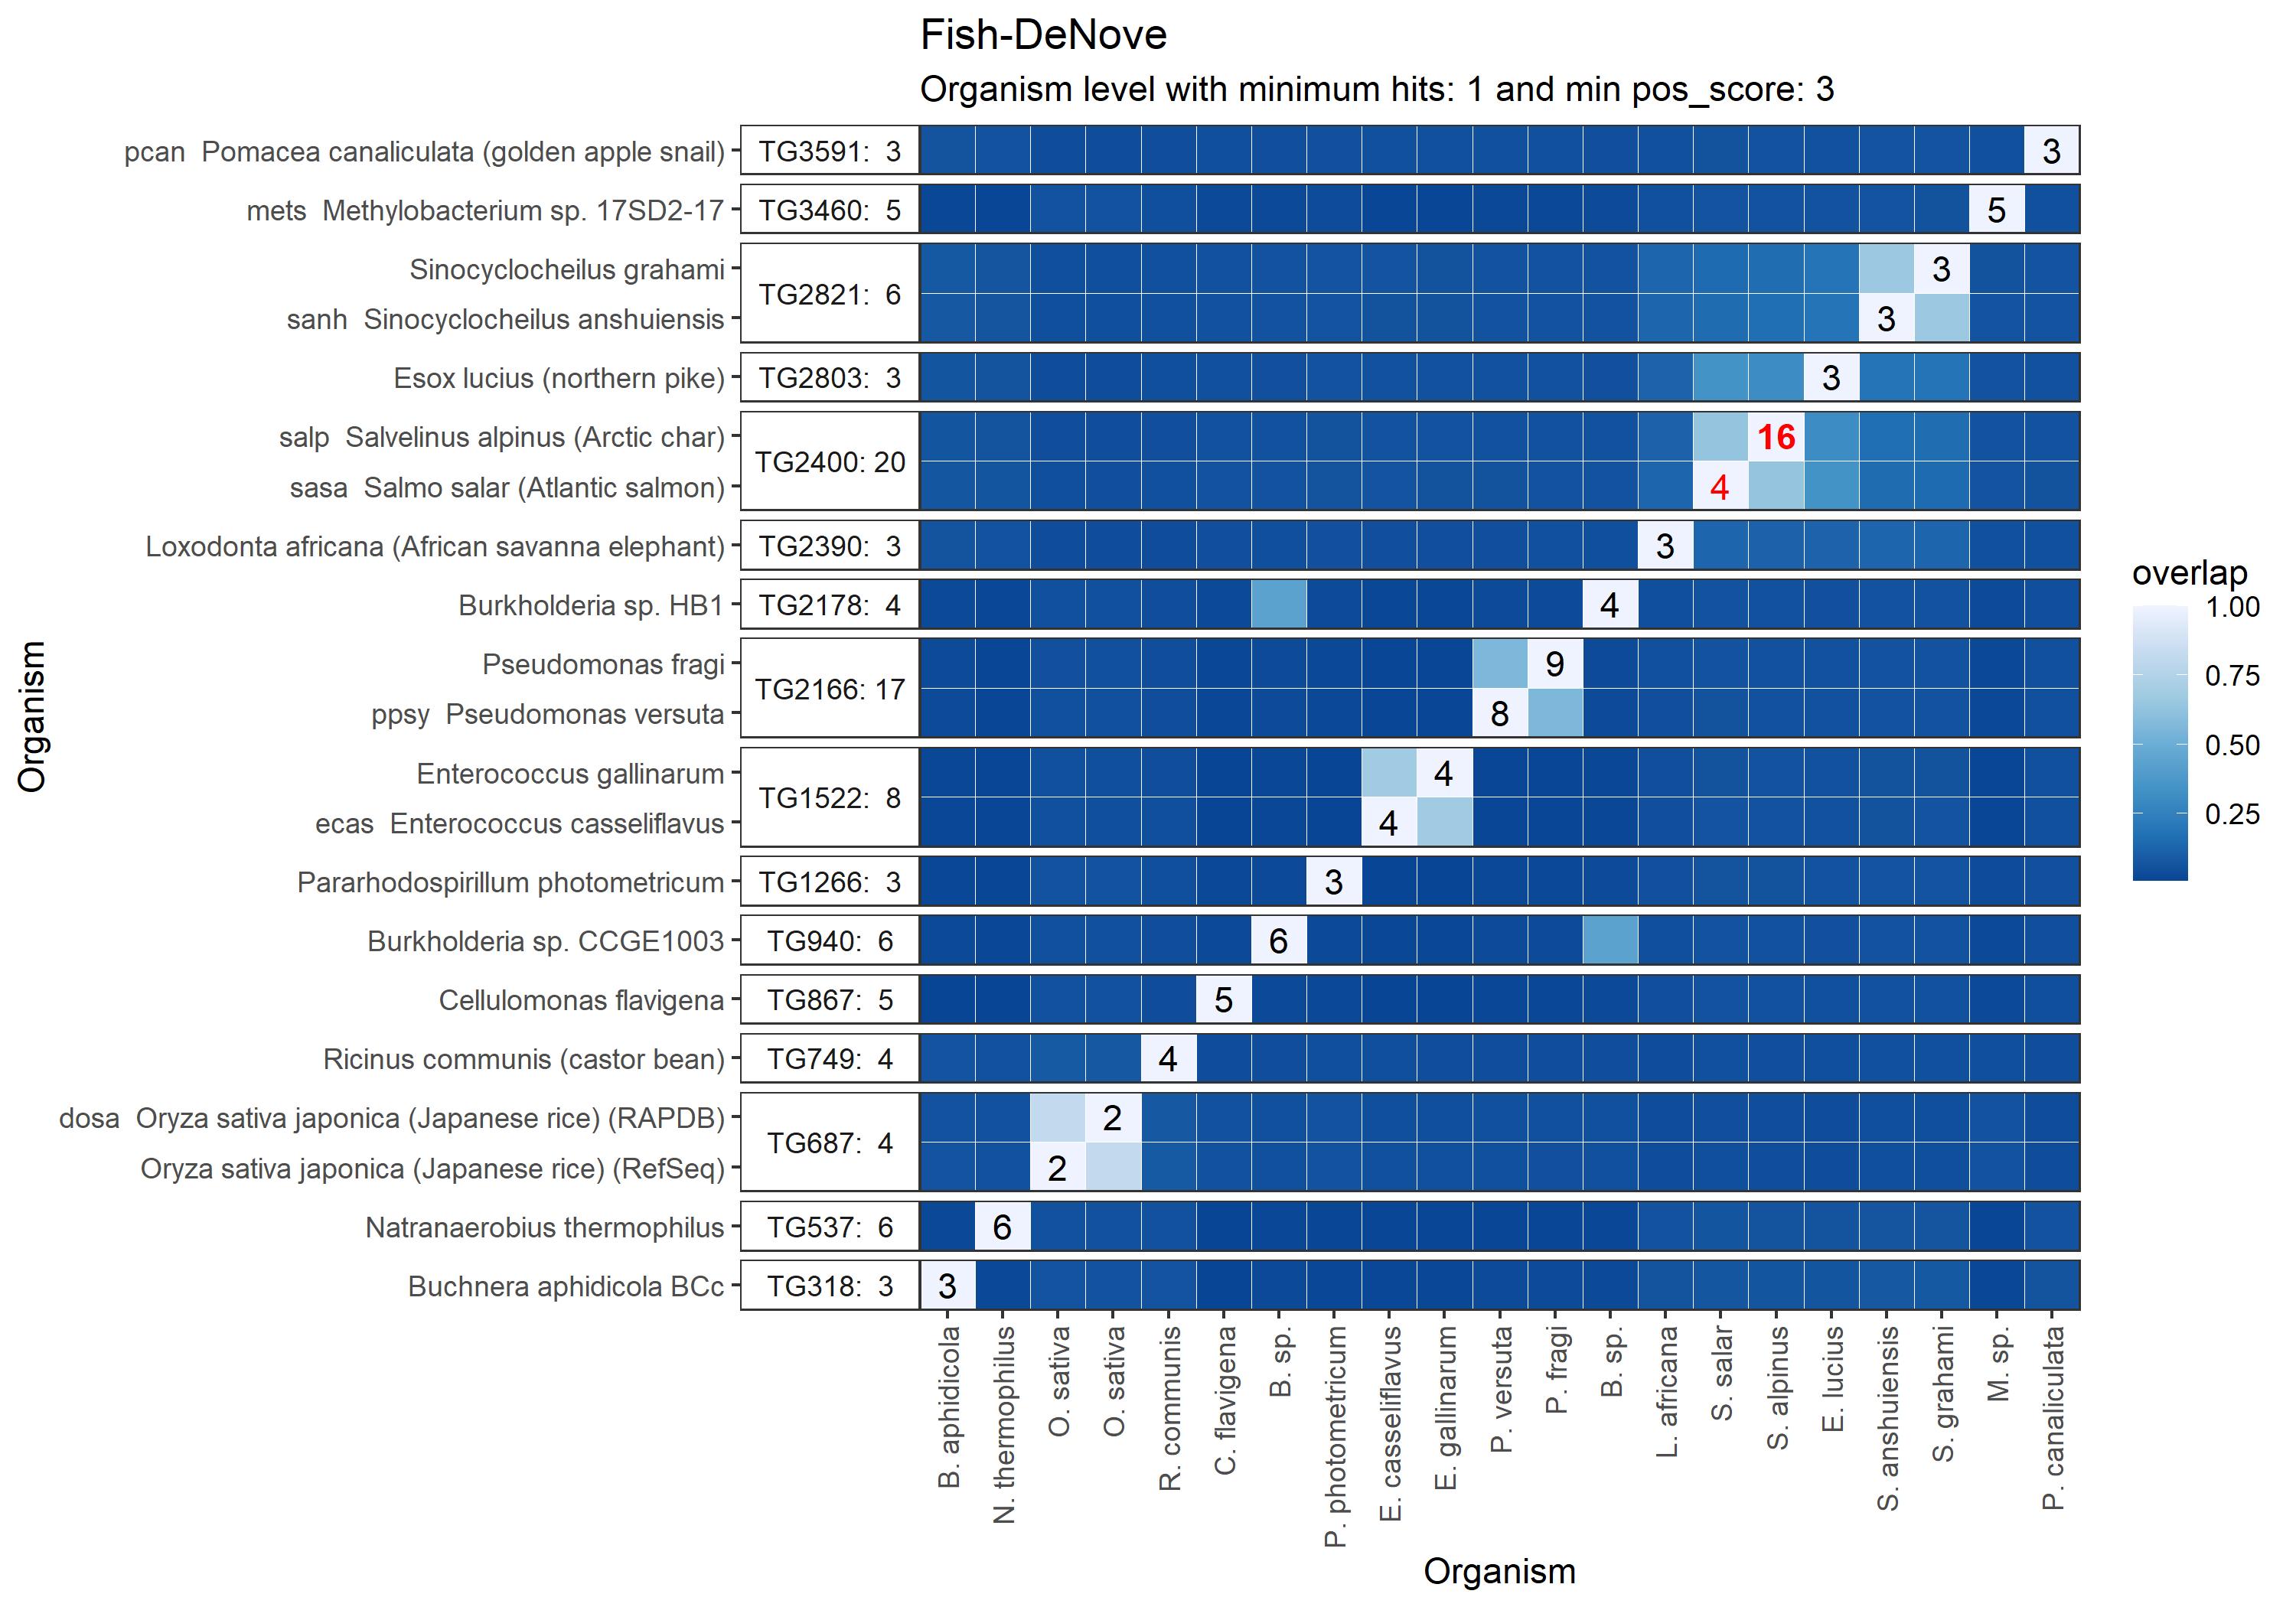 Fish-DeNove
Organism level with minimum hits: 1 and min pos_score: 3
Organism
pcan  Pomacea canaliculata (golden apple snail) TG3591:  3 3
mets  Methylobacterium sp. 17SD2-17 TG3460:  5 5
Sinocyclocheilus grahami 3
TG2821:  6
sanh  Sinocyclocheilus anshuiensis 3
Esox lucius (northern pike) TG2803:  3 3
salp  Salvelinus alpinus (Arctic char) 16
TG2400: 20
sasa  Salmo salar (Atlantic salmon) 4
Loxodonta africana (African savanna elephant) TG2390:  3 3
Burkholderia sp. HB1 TG2178:  4 4
Pseudomonas fragi 9
TG2166: 17
ppsy  Pseudomonas versuta 8
Enterococcus gallinarum 4
TG1522:  8
ecas  Enterococcus casseliflavus 4
Pararhodospirillum photometricum TG1266:  3 3
Burkholderia sp. CCGE1003 TG940:  6 6
Cellulomonas flavigena TG867:  5 5
Ricinus communis (castor bean) TG749:  4 4
dosa  Oryza sativa japonica (Japanese rice) (RAPDB) 2
TG687:  4
Oryza sativa japonica (Japanese rice) (RefSeq) 2
Natranaerobius thermophilus TG537:  6 6
Buchnera aphidicola BCc TG318:  3 3
B. aphidicola
N. thermophilus
O. sativa
O. sativa
R. communis
C. flavigena
B. sp.
P. photometricum
E. casseliflavus
E. gallinarum
P. versuta
P. fragi
B. sp.
L. africana
S. salar
S. alpinus
E. lucius
S. anshuiensis
S. grahami
M. sp.
P. canaliculata
Organism
overlap
1.00
0.75
0.50
0.25